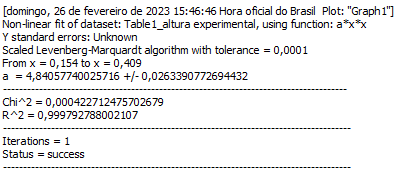 [domingo, 26 de fevereiro de 2023 15:46:46 Hora oficial do Brasil  Plot: "Graph1"]
Non-linear fit of dataset: Table1_altura experimental, using function: a*x*x
Y standard errors: Unknown
Scaled Levenberg-Marquardt algorithm with tolerance = 0,0001
From x = 0,154 to x = 0,409
a  = 4,84057740025716 +/- 0,0263390772694432
--------------------------------------------------------------------------------------
Chi^2 = 0,000422712475702679
R^2 = 0,999792788002107
---------------------------------------------------------------------------------------
Iterations = 1
Status = success
---------------------------------------------------------------------------------------